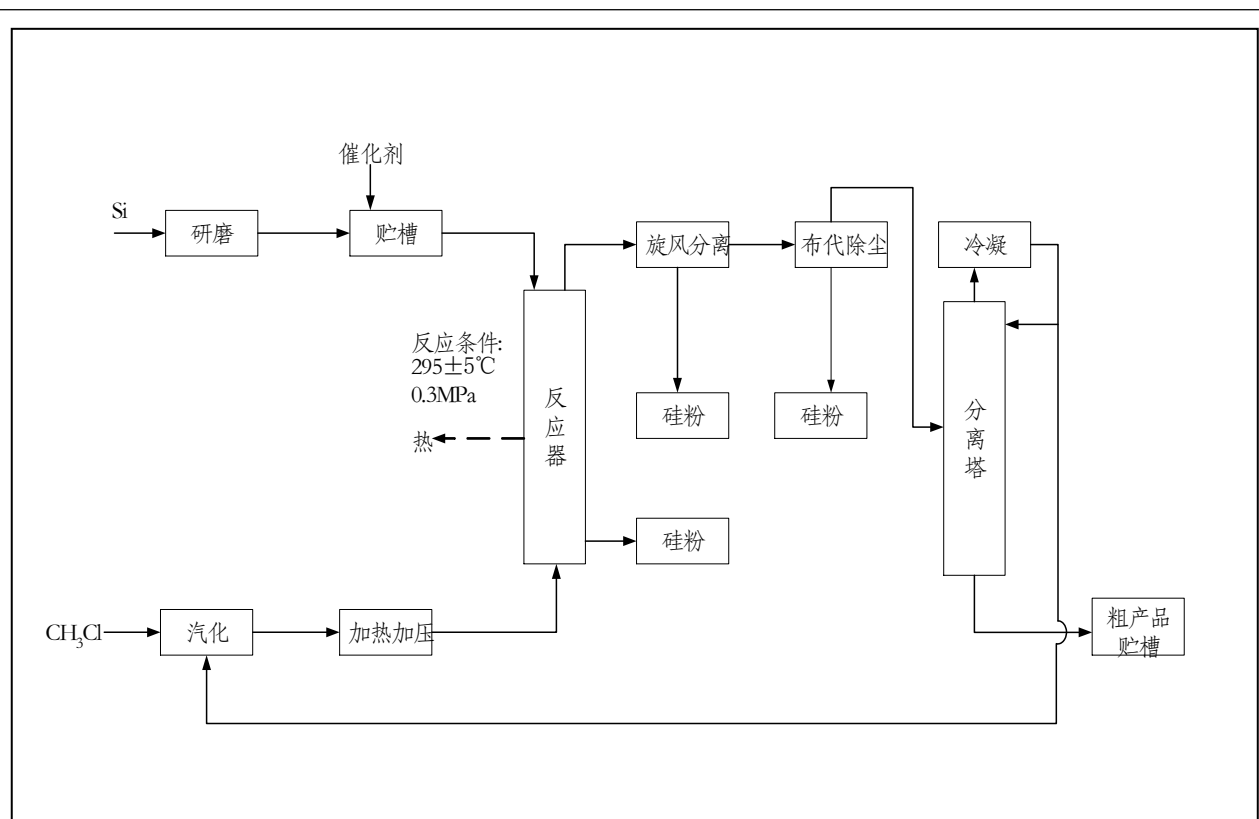 催化剂
Si
研磨
贮槽
旋风分离
布代除尘
冷凝
反应条件:
295±5℃
0.3MPa
热
反应器
硅粉
硅粉
分离塔
硅粉
CH₃Cl
汽化
加热加压
粗产品
贮槽